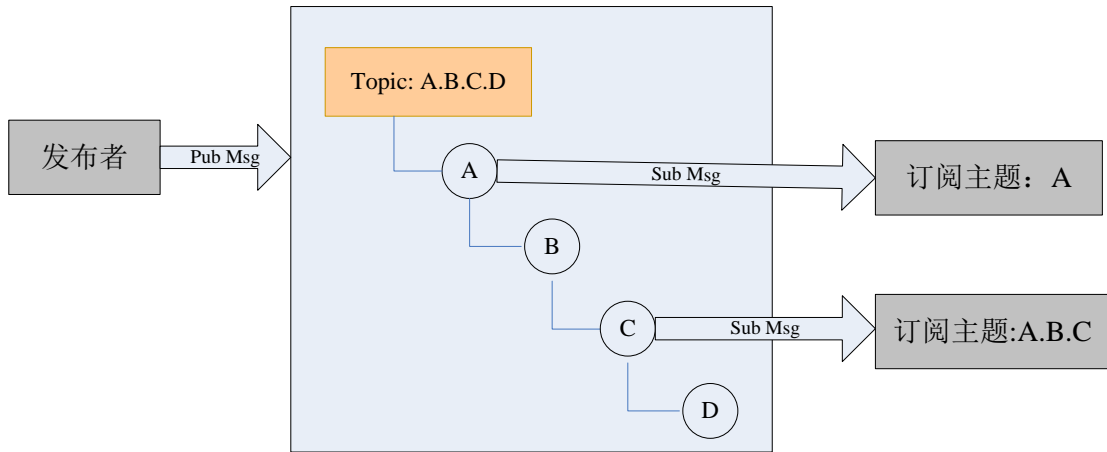 Topic: A.B.C.D
发布者
Pub Msg
A
Sub Msg
订阅主题：A
B
C
Sub Msg
订阅主题:A.B.C
D